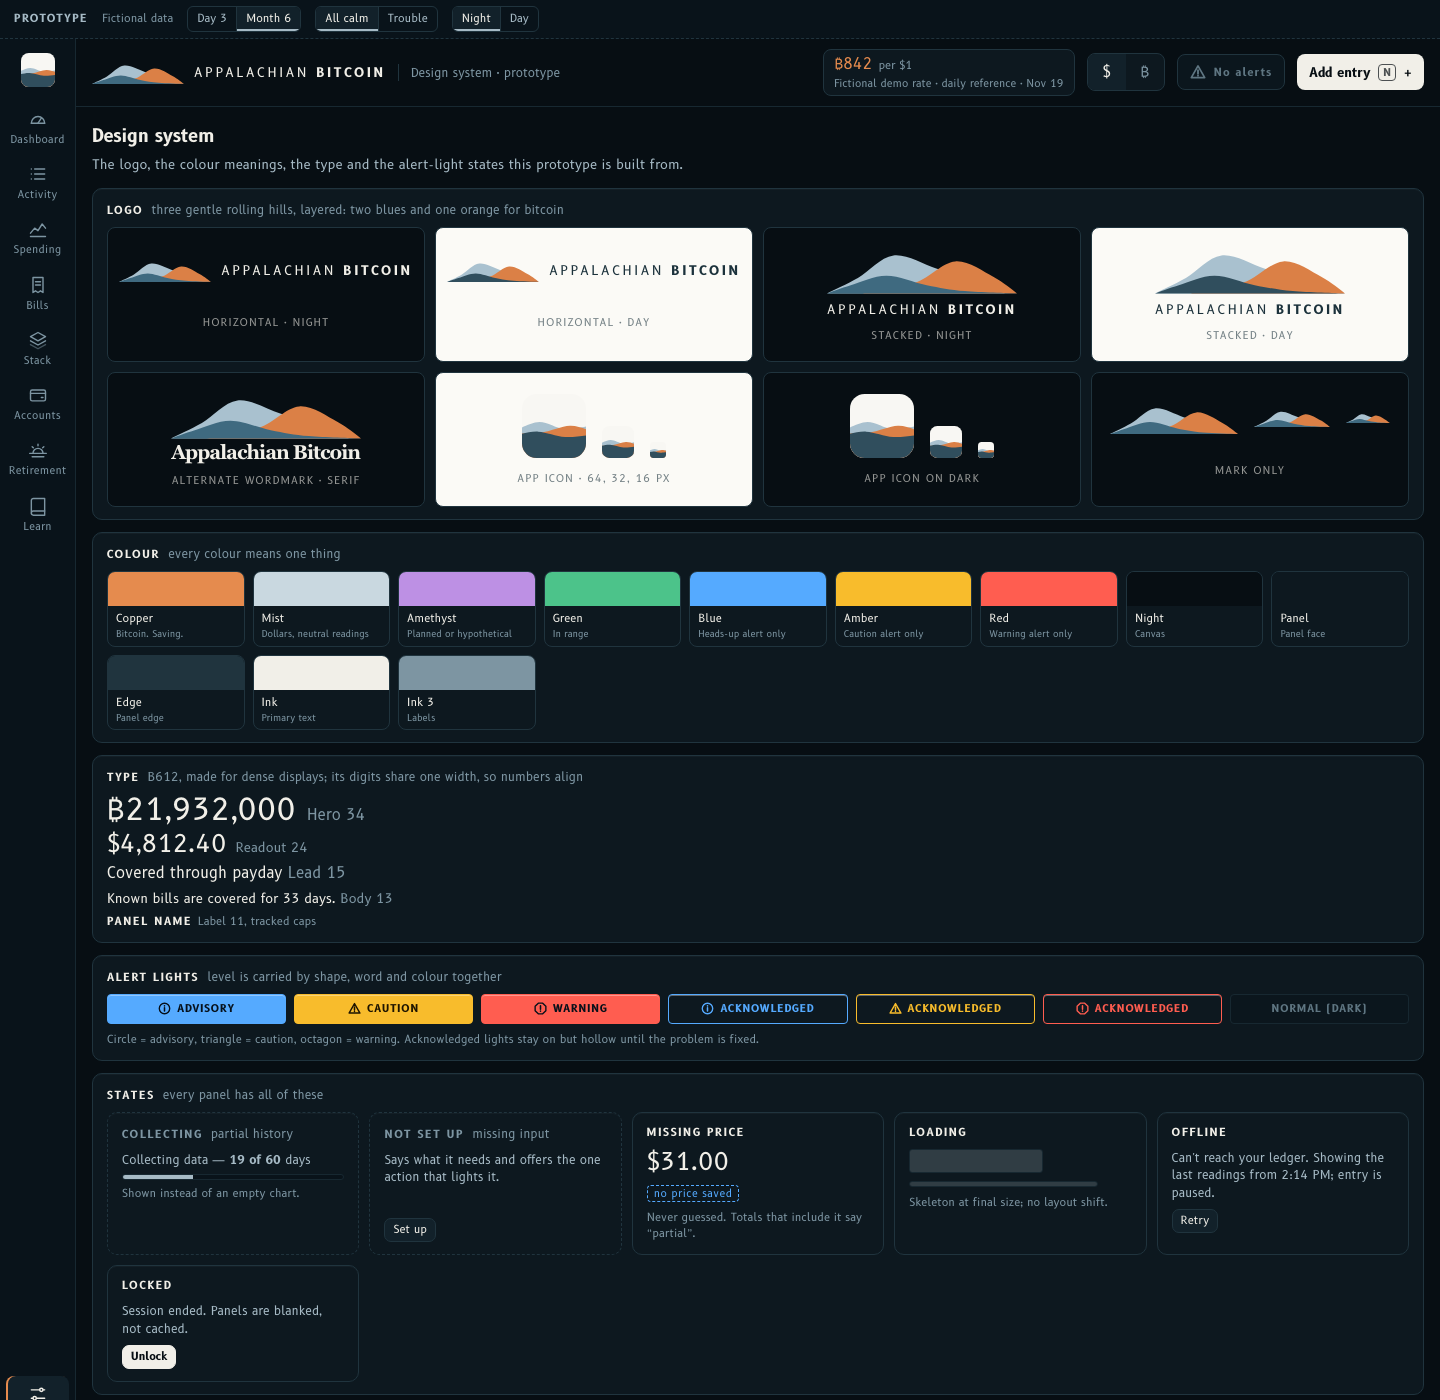 PROTOTYPE Fictional data Day 3 Month 6 All calm Trouble Night Day
APPALACHIAN BITCOIN Design system · prototype
฿842 per $1
Fictional demo rate · daily reference · Nov 19
$ ฿ No alerts Add entry N +
Dashboard
Activity
Spending
Bills
Stack
Accounts
Retirement
Learn
Design system
The logo, the colour meanings, the type and the alert-light states this prototype is built from.
LOGO three gentle rolling hills, layered: two blues and one orange for bitcoin
APPALACHIAN BITCOIN
HORIZONTAL · NIGHT
APPALACHIAN BITCOIN
HORIZONTAL · DAY
APPALACHIAN BITCOIN
STACKED · NIGHT
APPALACHIAN BITCOIN
STACKED · DAY
Appalachian Bitcoin
ALTERNATE WORDMARK · SERIF
APP ICON · 64, 32, 16 PX
APP ICON ON DARK
MARK ONLY
COLOUR every colour means one thing
Copper
Bitcoin. Saving.
Mist
Dollars, neutral readings
Amethyst
Planned or hypothetical
Green
In range
Blue
Heads-up alert only
Amber
Caution alert only
Red
Warning alert only
Night
Canvas
Panel
Panel face
Edge
Panel edge
Ink
Primary text
Ink 3
Labels
TYPE B612, made for dense displays; its digits share one width, so numbers align
฿21,932,000 Hero 34
$4,812.40 Readout 24
Covered through payday Lead 15
Known bills are covered for 33 days. Body 13
PANEL NAME Label 11, tracked caps
ALERT LIGHTS level is carried by shape, word and colour together
ADVISORY CAUTION WARNING ACKNOWLEDGED ACKNOWLEDGED ACKNOWLEDGED NORMAL (DARK)
Circle = advisory, triangle = caution, octagon = warning. Acknowledged lights stay on but hollow until the problem is fixed.
STATES every panel has all of these
COLLECTING partial history
Collecting data — 19 of 60 days
Shown instead of an empty chart.
NOT SET UP missing input
Says what it needs and offers the one
action that lights it.
Set up
MISSING PRICE
$31.00
no price saved
Never guessed. Totals that include it say
“partial”.
LOADING
Skeleton at final size; no layout shift.
OFFLINE
Can't reach your ledger. Showing the
last readings from 2:14 PM; entry is
paused.
Retry
LOCKED
Session ended. Panels are blanked,
not cached.
Unlock